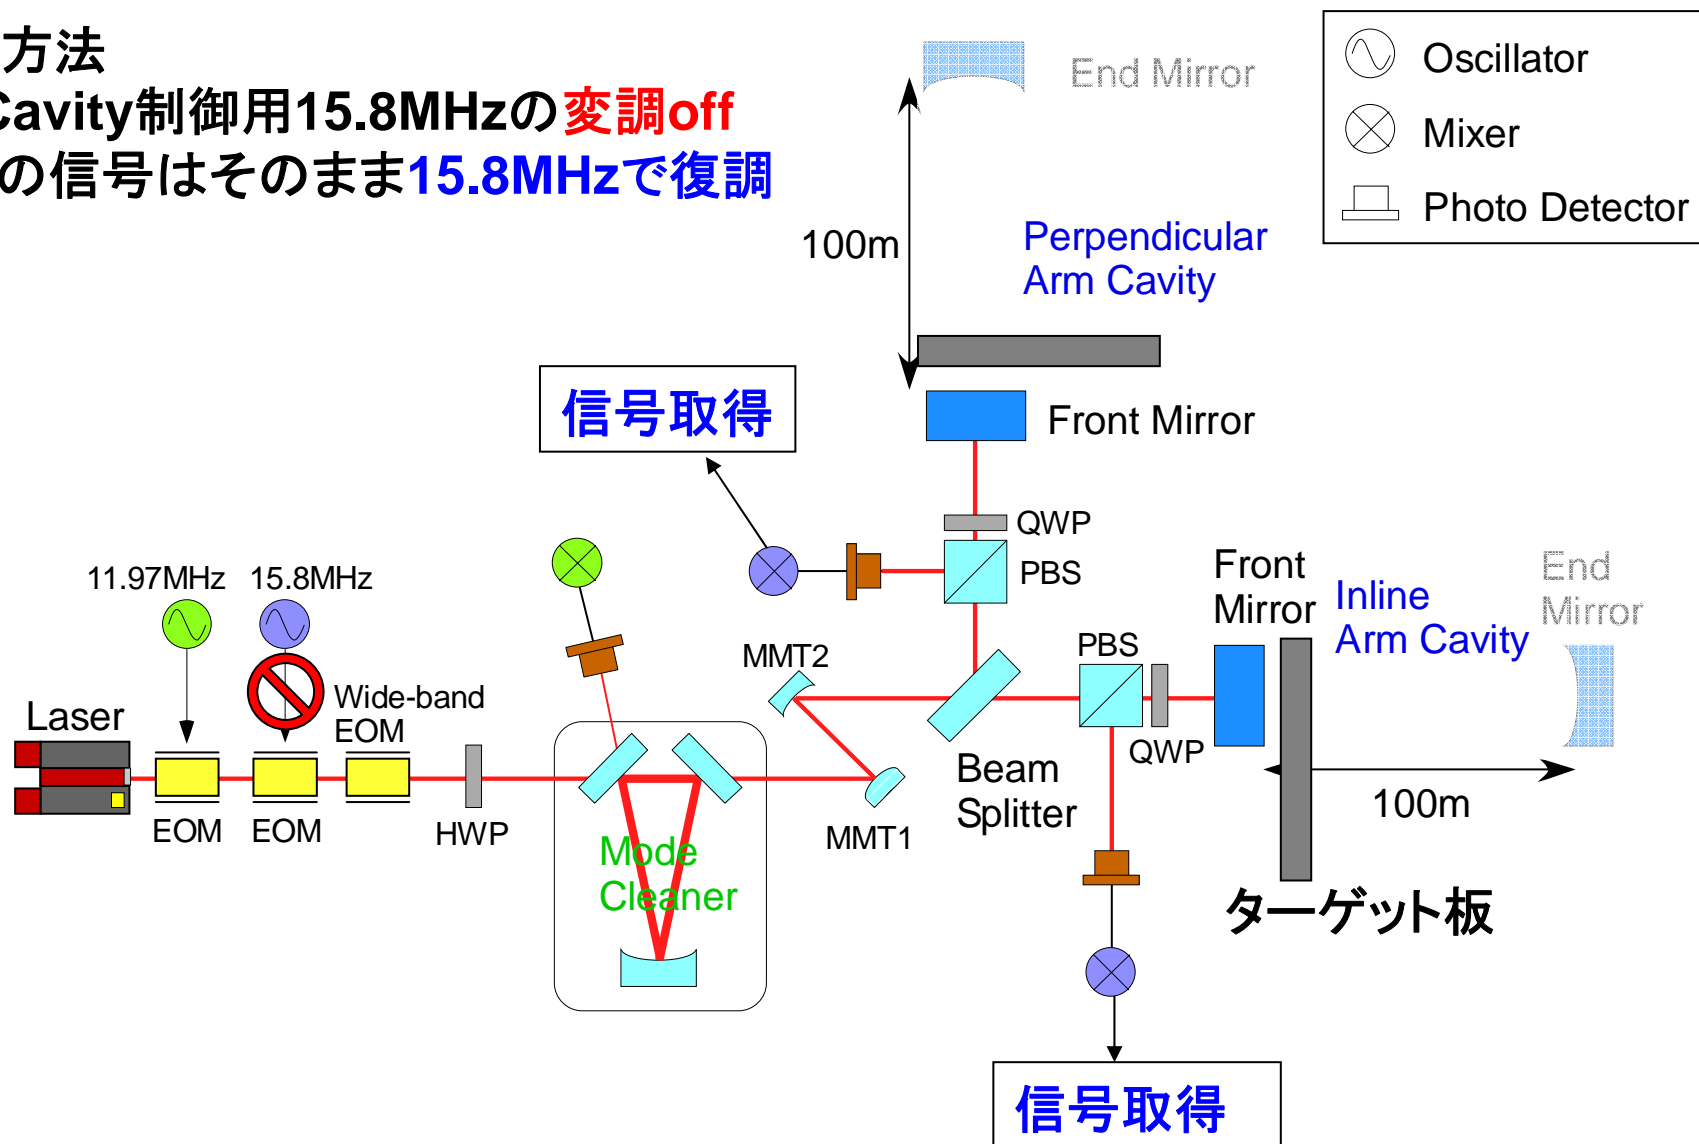 方法
Cavity制御用15.8MHzの変調off
の信号はそのまま15.8MHzで復調
Oscillator
Mixer
Photo Detector
End Mirror
100m
Perpendicular
Arm Cavity
信号取得
Front Mirror
QWP
PBS
11.97MHz
15.8MHz
Front
Mirror
Inline
Arm Cavity
End
Mirror
MMT2
PBS
Wide-band
EOM
Laser
QWP
Beam
Splitter
100m
EOM
EOM
HWP
MMT1
Mode
Cleaner
ターゲット板
信号取得